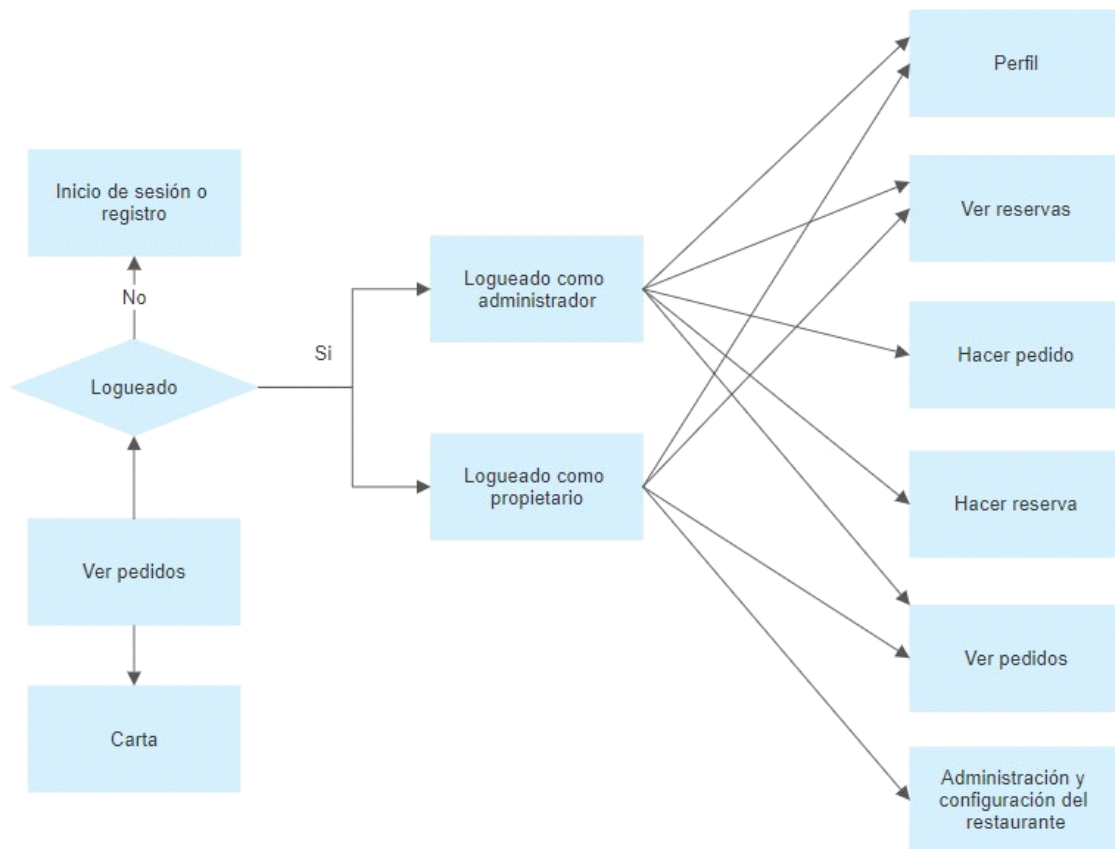 Perfil
Inicio de sesión o
registro
Ver reservas
Logueado como
administrador
No
Si
Hacer pedido
Logueado
Logueado como
propietario
Hacer reserva
Ver pedidos
Ver pedidos
Carta
Administración y
configuración del
restaurante